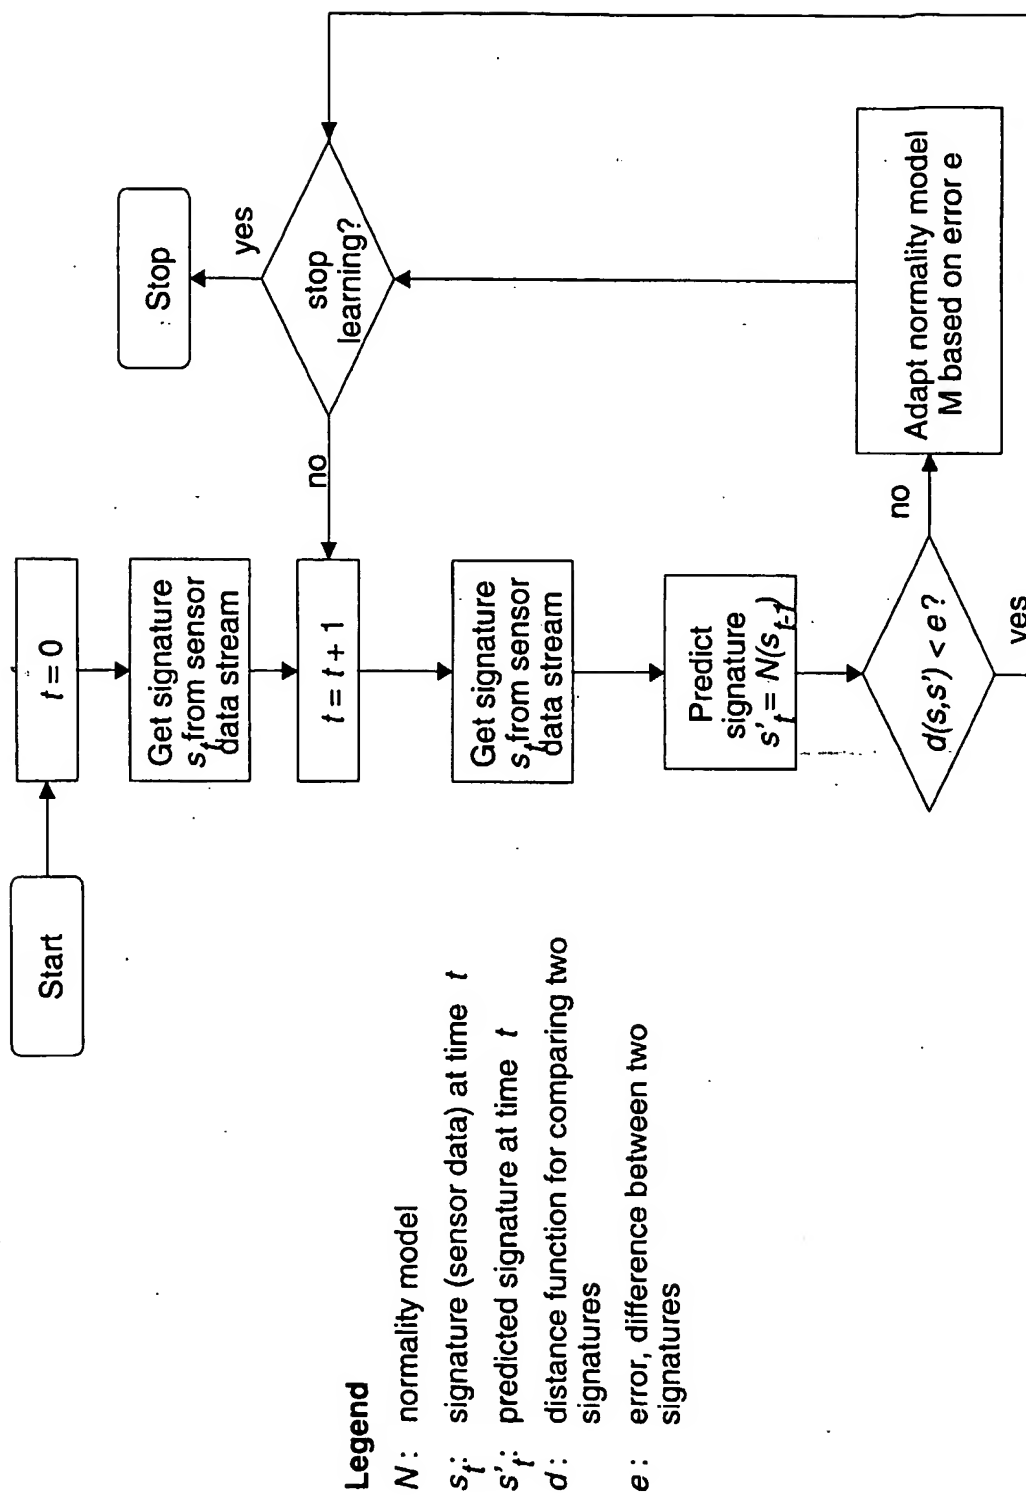 Start
t = 0
Get signature
s_t from sensor
data stream
t = t + 1
Get signature
s_t from sensor
data stream
Predict
signature
s'_t = N(s_{t-1})
d(s,s') < e?
yes
no
Adapt normality model
M based on error e
stop
learning?
no
yes
Stop
Legend
N : normality model
s_t: signature (sensor data) at time t
s'_t: predicted signature at time t
d : distance function for comparing two
signatures
e : error, difference between two
signatures